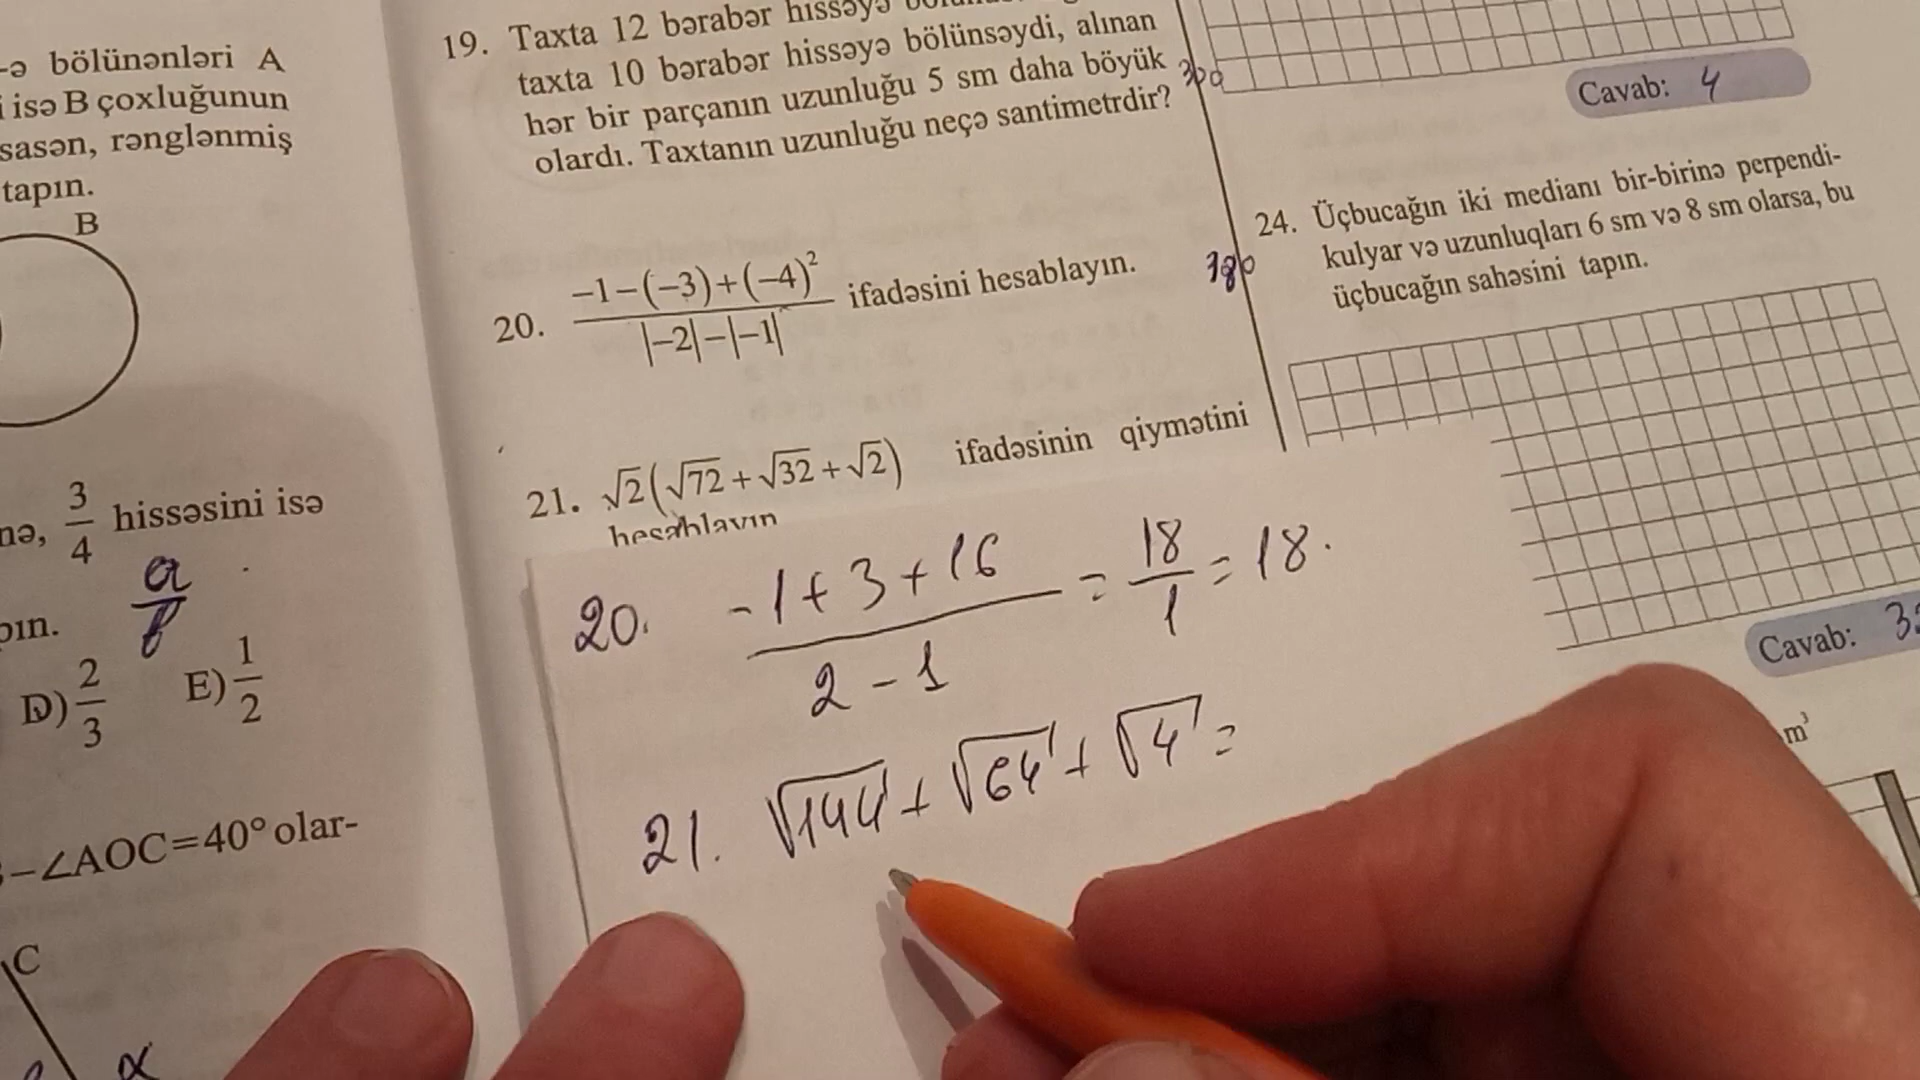 -ə bölünənləri A
isə B çoxluğunun
sasən, rənglənmiş
tapın.
B
nə, 3/4 hissəsini isə
a/b
pın.
D) 2/3 E) 1/2
–∠AOC=40° olar-
C
α
19. Taxta 12 bərabər hissəyə
taxta 10 bərabər hissəyə bölünsəydi, alınan
hər bir parçanın uzunluğu 5 sm daha böyük
olardı. Taxtanın uzunluğu neçə santimetrdir? 300
20. (−1−(−3)+(−4)²)/(|−2|−|−1|) ifadəsini hesablayın.
21. √2(√72+√32+√2) ifadəsinin qiymətini
hesablayın
20. (-1+3+16)/(2-1) = 18/1 = 18.
21. √144 + √64 + √4 =
Cavab: 4
24. Üçbucağın iki medianı bir-birinə perpendi-
kulyar və uzunluqları 6 sm və 8 sm olarsa, bu
üçbucağın sahəsini tapın.
Cavab: 32
m³